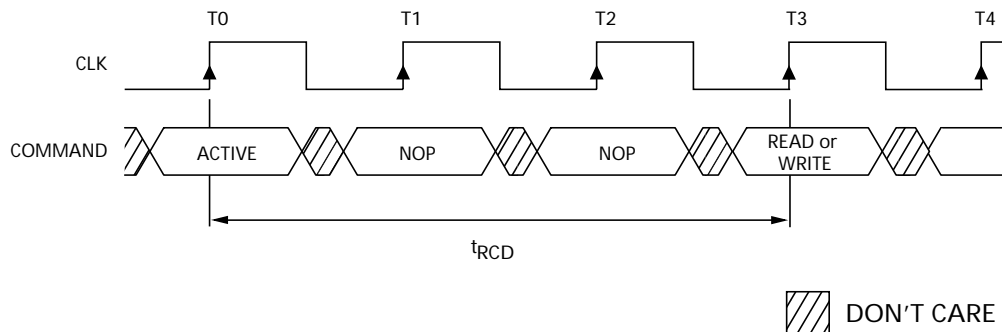 T0 T1 T2 T3 T4
CLK
COMMAND ACTIVE NOP NOP READ or
WRITE
tRCD
DON'T CARE